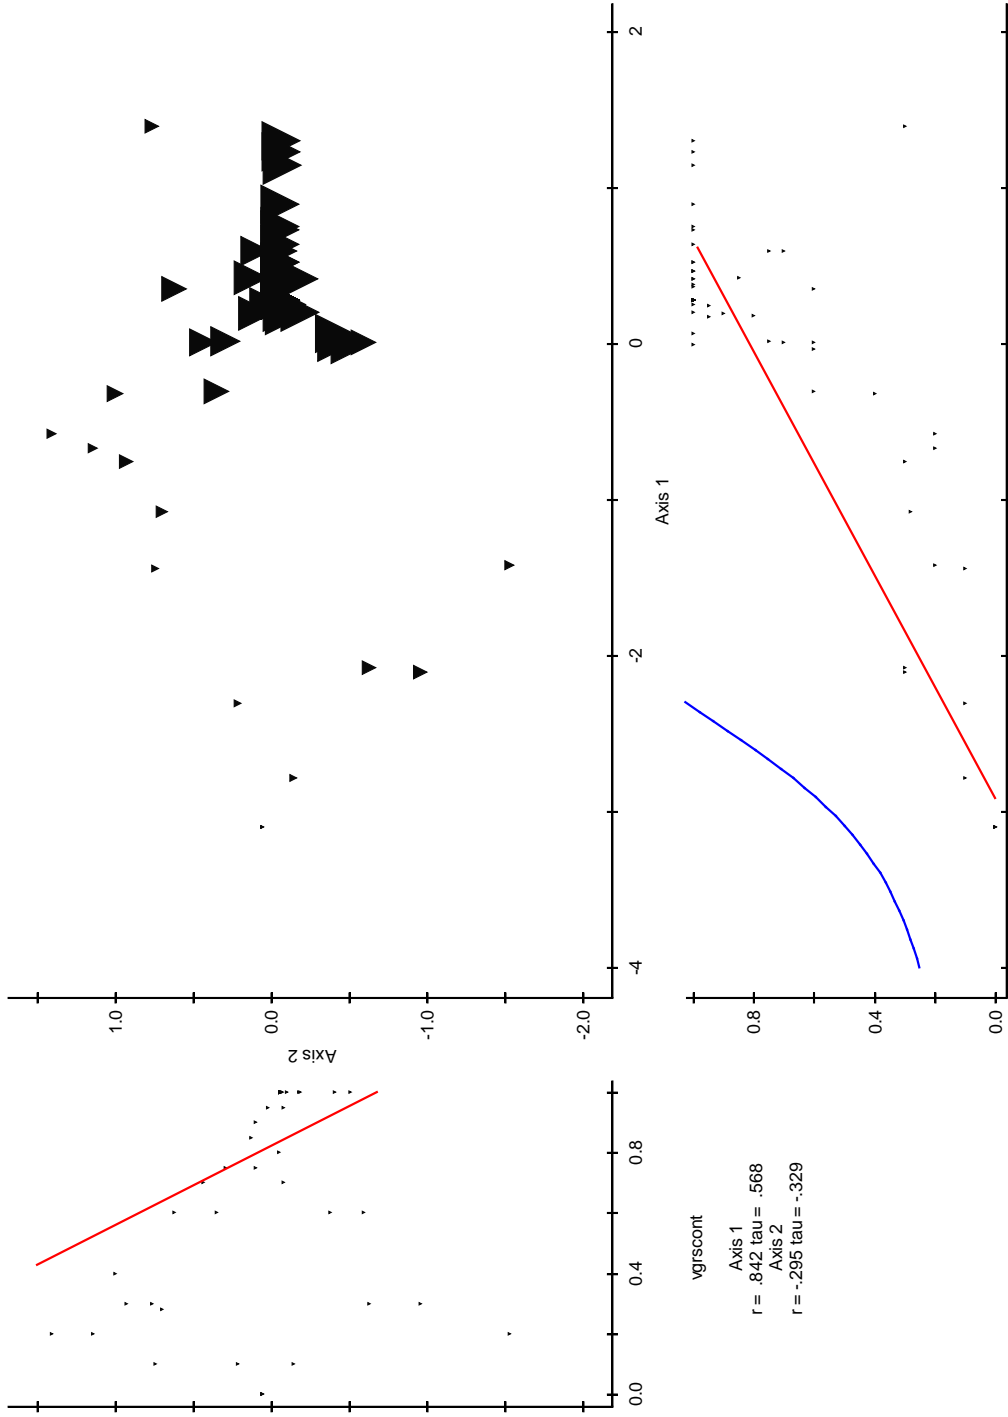 vgrscont
Axis 1
r = .842 tau = .568
Axis 2
r = -.295 tau = -.329
0.0
0.4
0.8
Axis 2
-2.0
-1.0
0.0
1.0
0.0
0.4
0.8
Axis 1
-4
-2
0
2